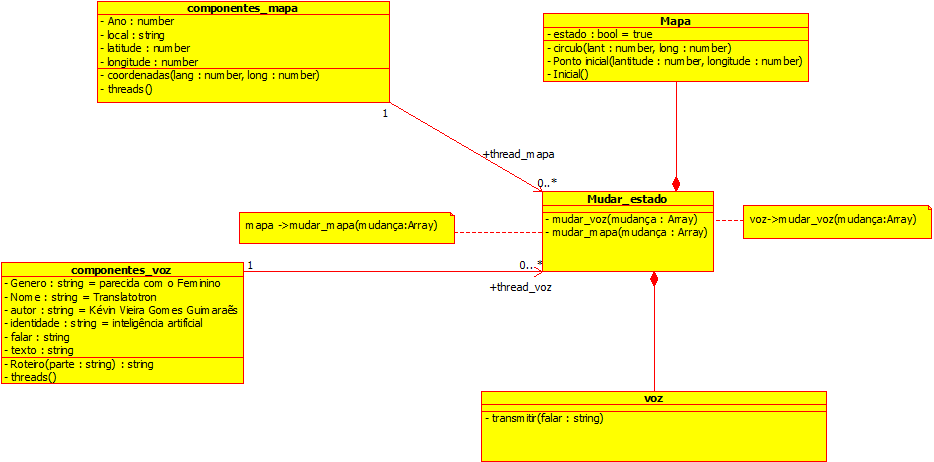 componentes_mapa
- Ano : number
- local : string
- latitude : number
- longitude : number
- coordenadas(lang : number, long : number)
- threads()
Mapa
- estado : bool = true
- circulo(lant : number, long : number)
- Ponto inicial(lantitude : number, longitude : number)
- Inicial()
1
+thread_mapa
0..*
Mudar_estado
- mudar_voz(mudança : Array)
- mudar_mapa(mudança : Array)
mapa ->mudar_mapa(mudança:Array)
voz->mudar_voz(mudança:Array)
componentes_voz
- Genero : string = parecida com o Feminino
- Nome : string = Translatotron
- autor : string = Kévin Vieira Gomes Guimaraẽs
- identidade : string = inteligência artificial
- falar : string
- texto : string
- Roteiro(parte : string) : string
- threads()
1
0..*
+thread_voz
voz
- transmitir(falar : string)